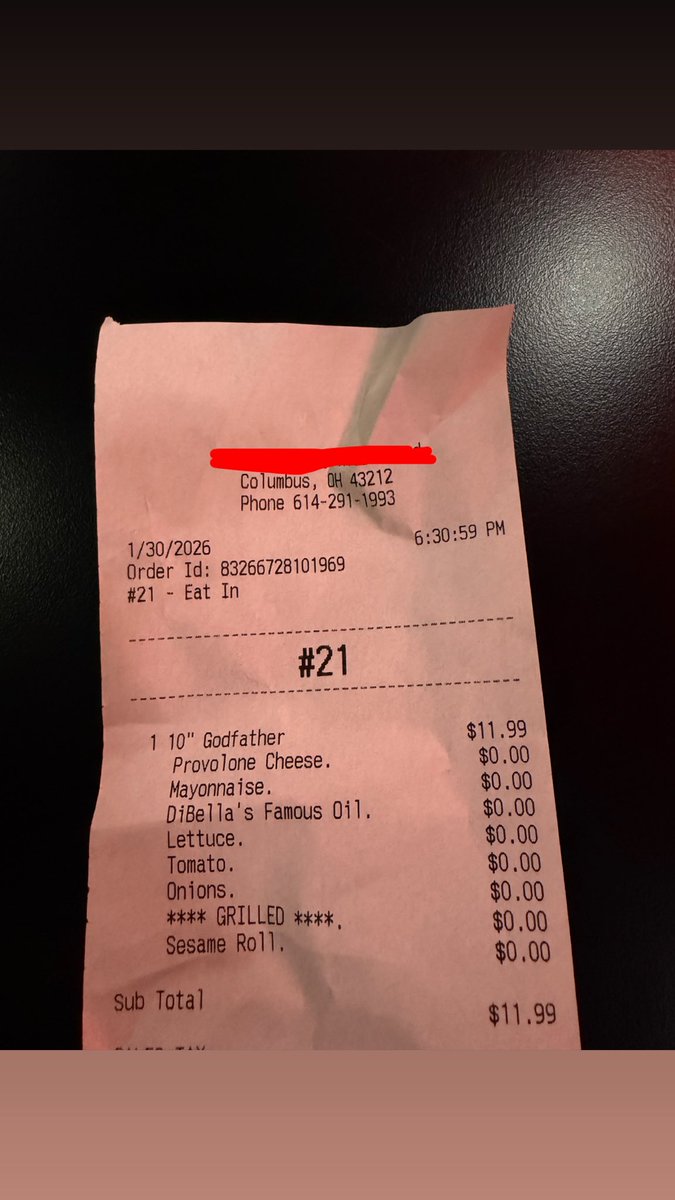 Columbus, OH 43212
Phone 614-291-1993
1/30/2026 6:30:59 PM
Order Id: 83266728101969
#21 - Eat In
#21
1 10" Godfather $11.99
Provolone Cheese. $0.00
Mayonnaise. $0.00
DiBella's Famous Oil. $0.00
Lettuce. $0.00
Tomato. $0.00
Onions. $0.00
**** GRILLED ****. $0.00
Sesame Roll. $0.00
Sub Total $11.99